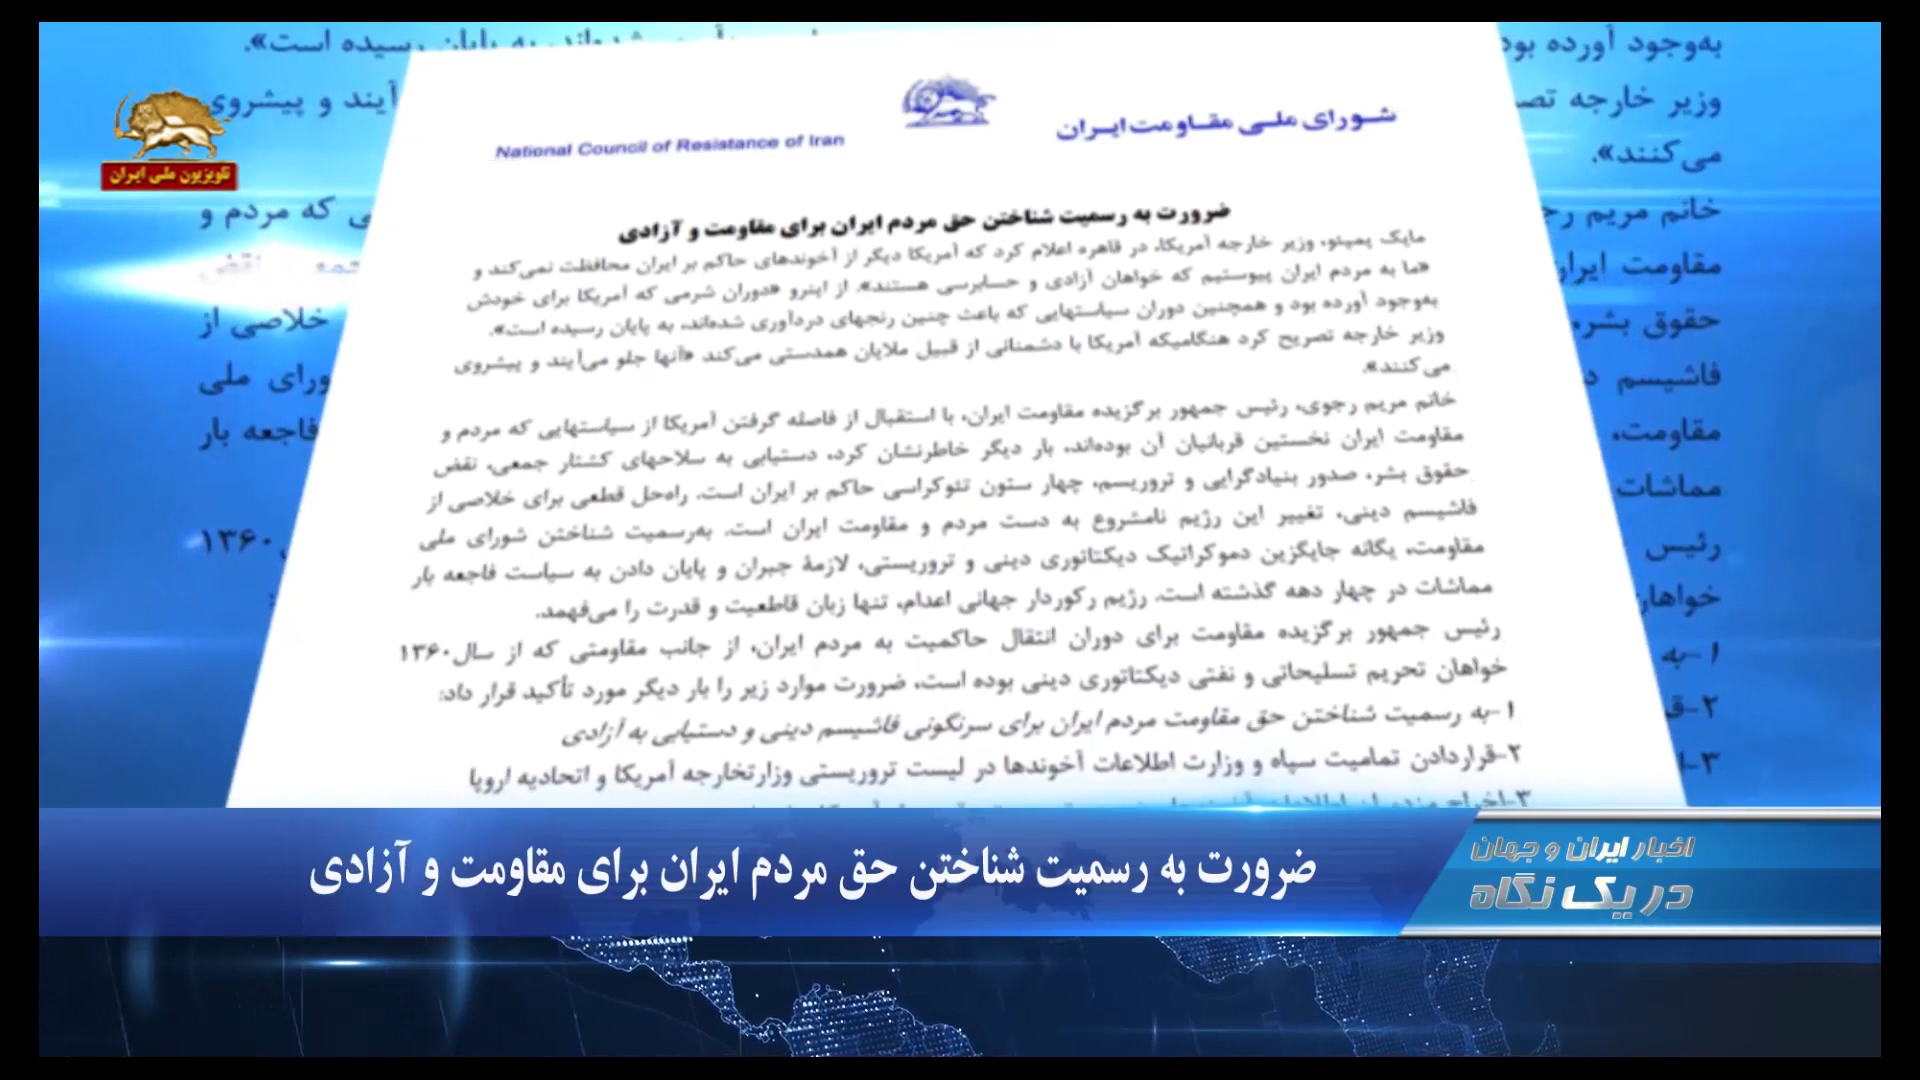 تلویزیون ملی ایران
National Council of Resistance of Iran
شورای ملی مقاومت ایران
ضرورت به رسمیت شناختن حق مردم ایران برای مقاومت و آزادی
مایک پمپئو، وزیر خارجه آمریکا، در قاهره اعلام کرد که آمریکا دیگر از آخوندهای حاکم بر ایران محافظت نمی‌کند و
«ما به مردم ایران پیوستیم که خواهان آزادی و حسابرسی هستند». از اینرو «دوران شرمی که آمریکا برای خودش
به‌وجود آورده بود و همچنین دوران سیاستهایی که باعث چنین رنجهای دردآوری شده‌اند، به پایان رسیده است».
وزیر خارجه تصریح کرد هنگامیکه آمریکا با دشمنانی از قبیل ملایان همدستی می‌کند «آنها جلو می‌آیند و پیشروی
می‌کنند».
خانم مریم رجوی، رئیس جمهور برگزیده مقاومت ایران، با استقبال از فاصله گرفتن آمریکا از سیاستهایی که مردم و
مقاومت ایران نخستین قربانیان آن بوده‌اند، بار دیگر خاطرنشان کرد، دستیابی به سلاحهای کشتار جمعی، نقض
حقوق بشر، صدور بنیادگرایی و تروریسم، چهار ستون تئوکراسی حاکم بر ایران است. راه‌حل قطعی برای خلاصی از
فاشیسم دینی، تغییر این رژیم نامشروع به دست مردم و مقاومت ایران است. به‌رسمیت شناختن شورای ملی
مقاومت، یگانه جایگزین دموکراتیک دیکتاتوری دینی و تروریستی، لازمهٔ جبران و پایان دادن به سیاست فاجعه بار
مماشات در چهار دهه گذشته است. رژیم رکوردار جهانی اعدام، تنها زبان قاطعیت و قدرت را می‌فهمد.
رئیس جمهور برگزیده مقاومت برای دوران انتقال حاکمیت به مردم ایران، از جانب مقاومتی که از سال۱۳۶۰
خواهان تحریم تسلیحاتی و نفتی دیکتاتوری دینی بوده است، ضرورت موارد زیر را بار دیگر مورد تأکید قرار داد:
۱-به رسمیت شناختن حق مقاومت مردم ایران برای سرنگونی فاشیسم دینی و دستیابی به آزادی
۲-قراردادن تمامیت سپاه و وزارت اطلاعات آخوندها در لیست تروریستی وزارتخارجه آمریکا و اتحادیه اروپا
ضرورت به رسمیت شناختن حق مردم ایران برای مقاومت و آزادی
اخبار ایران و جهان
در یک نگاه